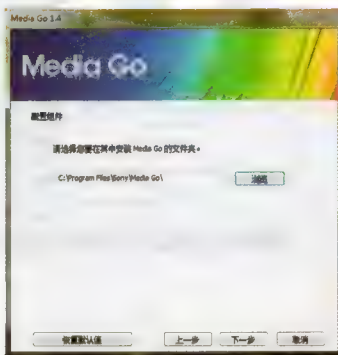 Media Go 1.4
Media Go
配置组件
请选择您要在其中安装 Media Go 的文件夹。
C:\Program Files\Sony\Media Go\
浏览
恢复默认值
上一步
下一步
取消